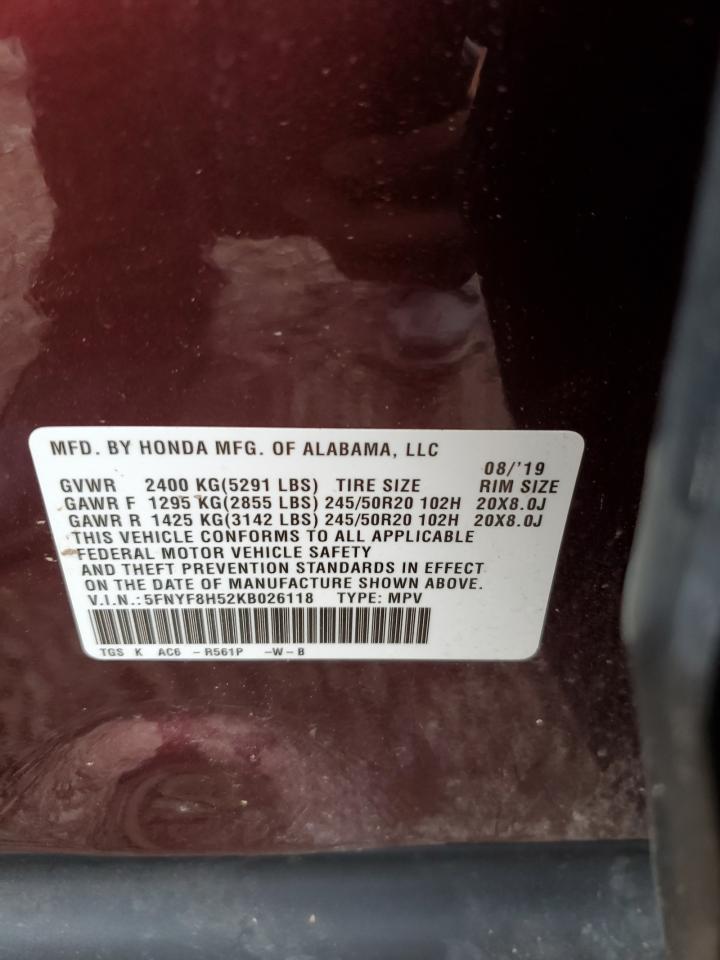 MFD. BY HONDA MFG. OF ALABAMA, LLC
08/'19
GVWR 2400 KG(5291 LBS) TIRE SIZE RIM SIZE
GAWR F 1295 KG(2855 LBS) 245/50R20 102H 20X8.0J
GAWR R 1425 KG(3142 LBS) 245/50R20 102H 20X8.0J
THIS VEHICLE CONFORMS TO ALL APPLICABLE
FEDERAL MOTOR VEHICLE SAFETY
AND THEFT PREVENTION STANDARDS IN EFFECT
ON THE DATE OF MANUFACTURE SHOWN ABOVE.
V.I.N.:5FNYF8H52KB026118 TYPE: MPV
TGS K AC6 - R561P - W - B